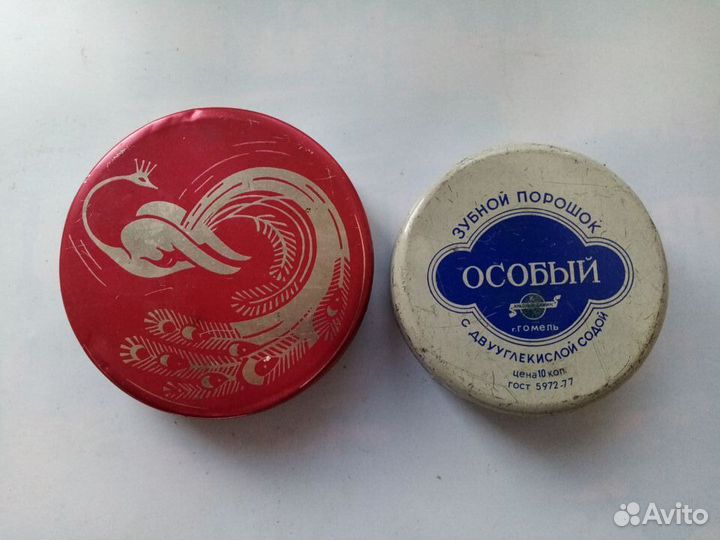 ЗУБНОЙ ПОРОШОК
ОСОБЫЙ
г.ГОМЕЛЬ
С ДВУУГЛЕКИСЛОЙ СОДОЙ
цена 10 коп.
ГОСТ 5972-77
Avito